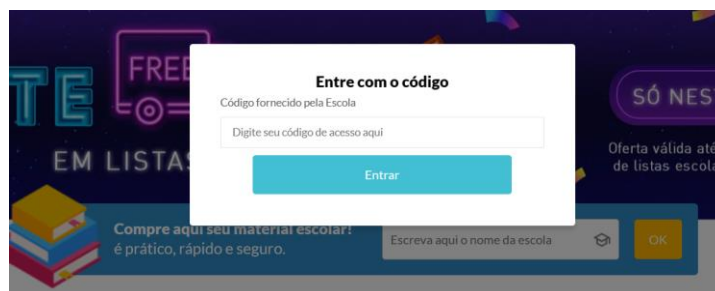 TE
FREE
EM LISTAS
Entre com o código
Código fornecido pela Escola
Digite seu código de acesso aqui
Entrar
SÓ NES
Oferta válida até
de listas escol
Compre aqui seu material escolar!
é prático, rápido e seguro.
Escreva aqui o nome da escola
OK